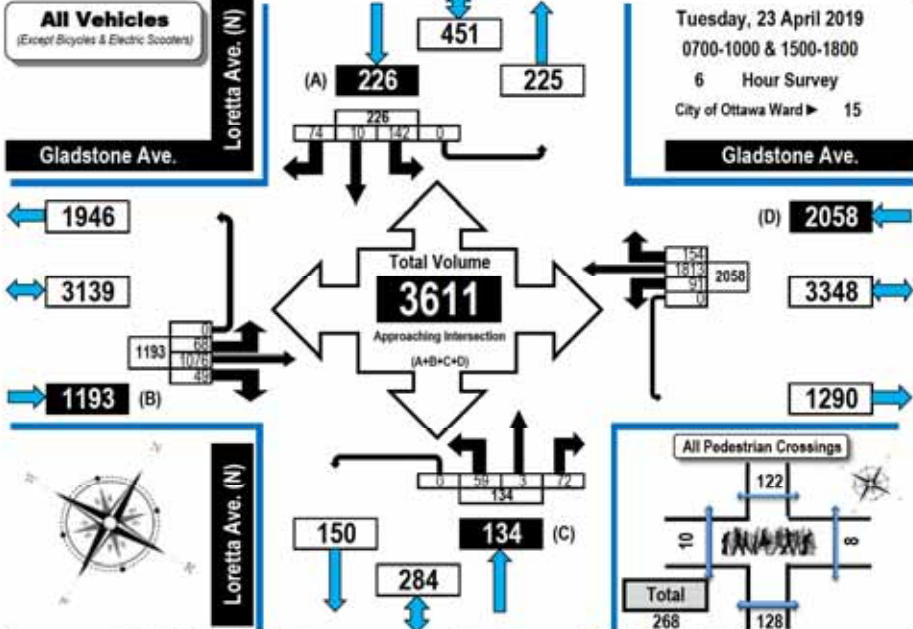 All Vehicles
(Except Bicycles & Electric Scooters)
Loretta Ave. (N)
Gladstone Ave.
451
(A) 226
225
226
74 10 142 0
Tuesday, 23 April 2019
0700-1000 & 1500-1800
6 Hour Survey
City of Ottawa Ward ► 15
Gladstone Ave.
1946
3139
1193 (B)
1193
0
68
1076
49
Total Volume
3611
Approaching Intersection
(A+B+C+D)
154
1813
91
0
2058
(D) 2058
3348
1290
Loretta Ave. (N)
0 59 3 72
134
150
284
134 (C)
All Pedestrian Crossings
122
10
8
Total
268
128